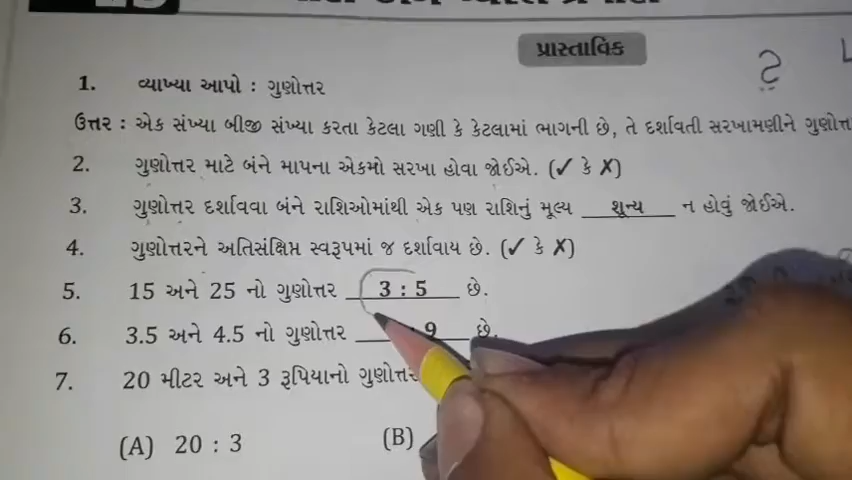 પ્રાસ્તાવિક
1. વ્યાખ્યા આપો : ગુણોત્તર
ઉત્તર : એક સંખ્યા બીજી સંખ્યા કરતા કેટલા ગણી કે કેટલામાં ભાગની છે, તે દર્શાવતી સરખામણીને ગુણોત્ત
2. ગુણોત્તર માટે બંને માપના એકમો સરખા હોવા જોઈએ. (✓ કે ✗)
3. ગુણોત્તર દર્શાવવા બંને રાશિઓમાંથી એક પણ રાશિનું મૂલ્ય શૂન્ય ન હોવું જોઈએ.
4. ગુણોત્તરને અતિસંક્ષિપ્ત સ્વરૂપમાં જ દર્શાવાય છે. (✓ કે ✗)
5. 15 અને 25 નો ગુણોત્તર 3 : 5 છે.
6. 3.5 અને 4.5 નો ગુણોત્તર : 9 છે.
7. 20 મીટર અને 3 રૂપિયાનો ગુણોત્તર
(A) 20 : 3 (B)